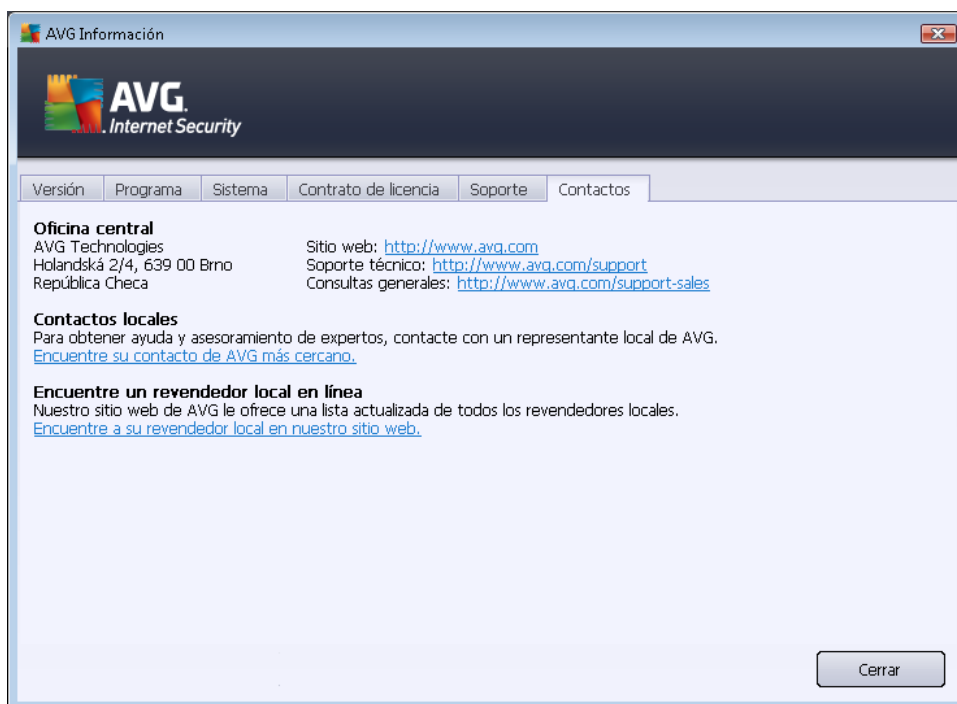 AVG Información
AVG.
Internet Security
Versión Programa Sistema Contrato de licencia Soporte Contactos
Oficina central
AVG Technologies Sitio web: http://www.avg.com
Holandská 2/4, 639 00 Brno Soporte técnico: http://www.avg.com/support
República Checa Consultas generales: http://www.avg.com/support-sales
Contactos locales
Para obtener ayuda y asesoramiento de expertos, contacte con un representante local de AVG.
Encuentre su contacto de AVG más cercano.
Encuentre un revendedor local en línea
Nuestro sitio web de AVG le ofrece una lista actualizada de todos los revendedores locales.
Encuentre a su revendedor local en nuestro sitio web.
Cerrar